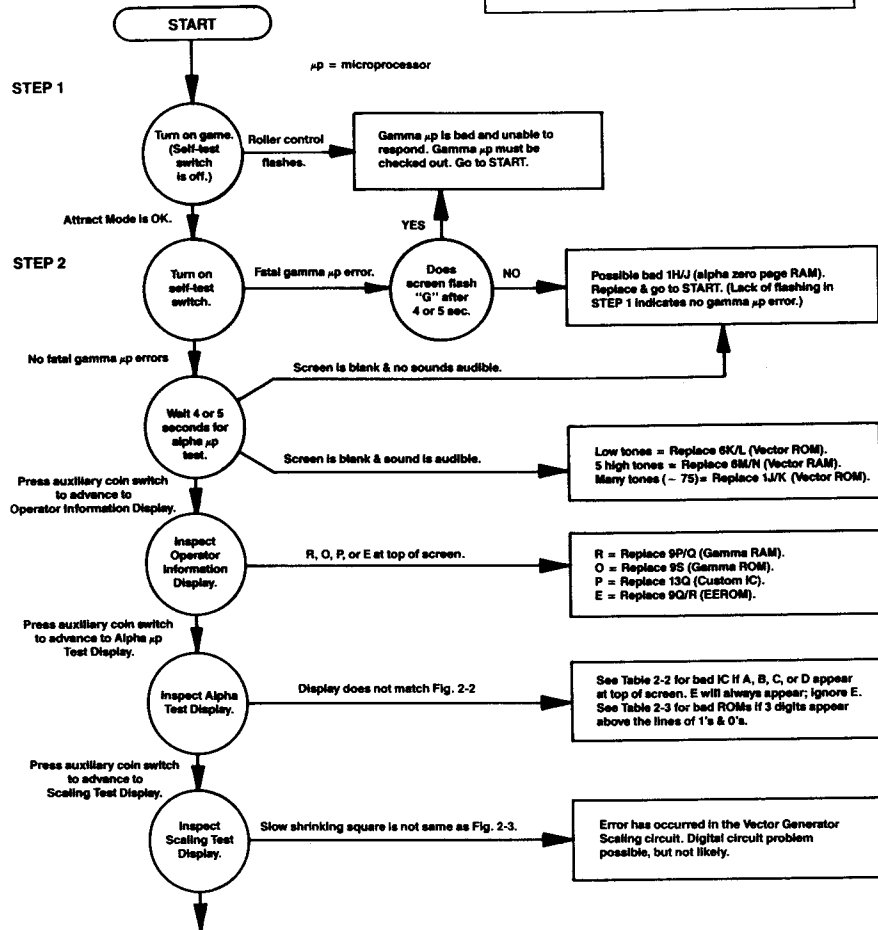 START
μp = microprocessor
STEP 1
Turn on game.
(Self-test
switch
is off.)
Roller control
flashes.
Gamma μp is bad and unable to
respond. Gamma μp must be
checked out. Go to START.
Attract Mode is OK.
YES
STEP 2
Turn on
self-test
switch.
Fatal gamma μp error.
Does
screen flash
"G" after
4 or 5 sec.
NO
Possible bad 1H/J (alpha zero page RAM).
Replace & go to START. (Lack of flashing in
STEP 1 indicates no gamma μp error.)
No fatal gamma μp errors
Screen is blank & no sounds audible.
Wait 4 or 5
seconds for
alpha μp
test.
Screen is blank & sound is audible.
Low tones = Replace 6K/L (Vector ROM).
5 high tones = Replace 6M/N (Vector RAM).
Many tones (~ 75)= Replace 1J/K (Vector ROM).
Press auxiliary coin switch
to advance to
Operator Information Display.
Inspect
Operator
Information
Display.
R, O, P, or E at top of screen.
R = Replace 9P/Q (Gamma RAM).
O = Replace 9S (Gamma ROM).
P = Replace 13Q (Custom IC).
E = Replace 9Q/R (EEROM).
Press auxiliary coin switch
to advance to Alpha μp
Test Display.
Inspect Alpha
Test Display.
Display does not match Fig. 2-2
See Table 2-2 for bad IC if A, B, C, or D appear
at top of screen. E will always appear; ignore E.
See Table 2-3 for bad ROMs if 3 digits appear
above the lines of 1's & 0's.
Press auxiliary coin switch
to advance to
Scaling Test Display.
Inspect
Scaling Test
Display.
Slow shrinking square is not same as Fig. 2-3.
Error has occurred in the Vector Generator
Scaling circuit. Digital circuit problem
possible, but not likely.